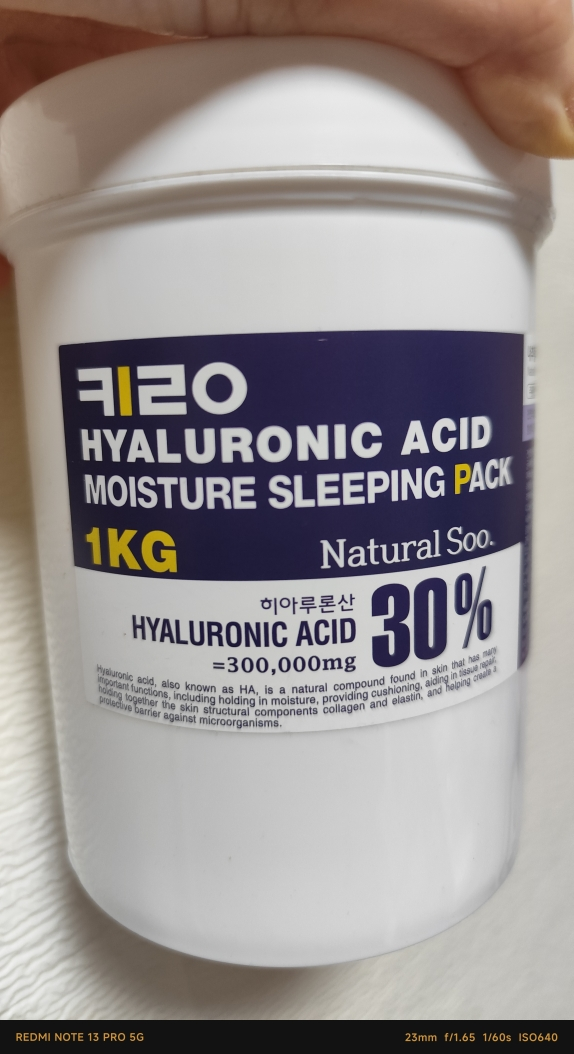 키로
HYALURONIC ACID
MOISTURE SLEEPING PACK
1KG
Natural Soo.
히아루론산
HYALURONIC ACID
=300,000mg
30%
Hyaluronic acid, also known as HA, is a natural compound found in skin that has many
important functions, including holding in moisture, providing cushioning, aiding in tissue repair,
holding together the skin structural components collagen and elastin, and helping create a
protective barrier against microorganisms.
REDMI NOTE 13 PRO 5G
23mm f/1.65 1/60s ISO640